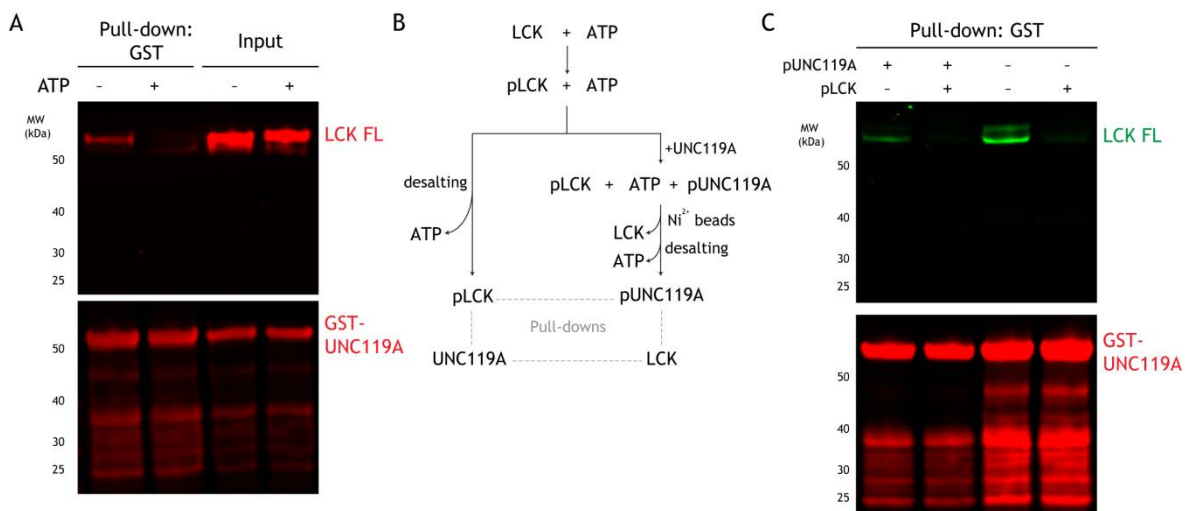 A
Pull-down:
GST
Input
ATP
-
+
-
+
MW
(kDa)
50
40
30
25
LCK FL
50
40
30
25
GST-
UNC119A
B
LCK + ATP
pLCK + ATP
+UNC119A
desalting
pLCK + ATP + pUNC119A
ATP
Ni²⁺ beads
LCK
desalting
ATP
pLCK
pUNC119A
Pull-downs
UNC119A
LCK
C
Pull-down: GST
pUNC119A + + - -
pLCK - + - +
MW
(kDa)
50
40
30
25
LCK FL
50
40
30
25
GST-
UNC119A